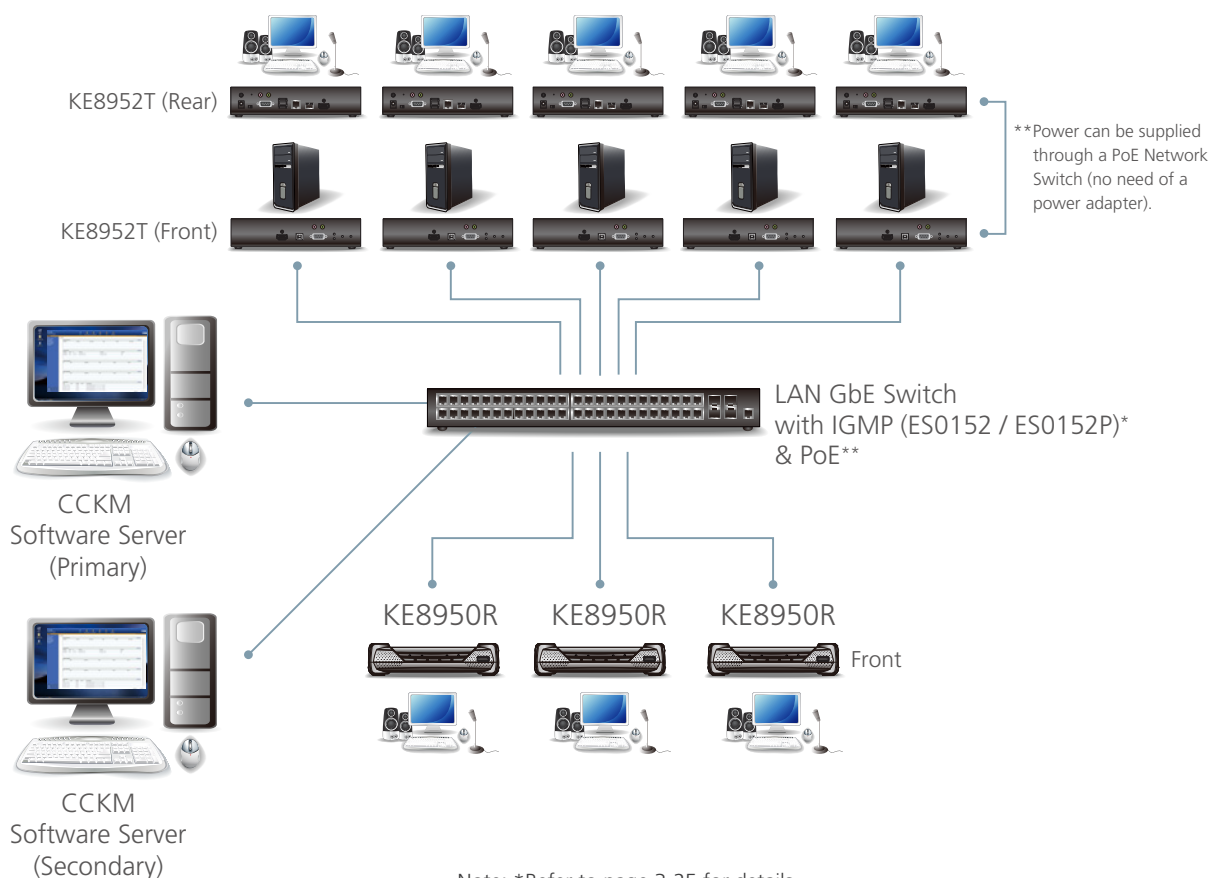 KE8952T (Rear)
**Power can be supplied
through a PoE Network
Switch (no need of a
power adapter).
KE8952T (Front)
LAN GbE Switch
with IGMP (ES0152 / ES0152P)*
& PoE**
CCKM
Software Server
(Primary)
KE8950R
KE8950R
KE8950R
Front
CCKM
Software Server
(Secondary)